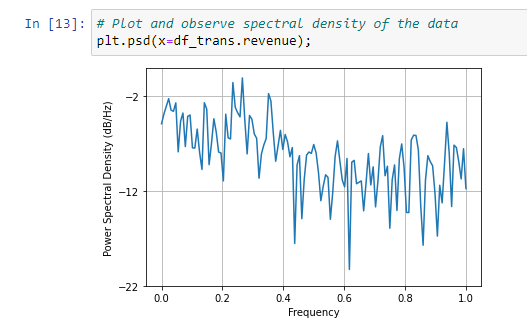 In [13]: # Plot and observe spectral density of the data
plt.psd(x=df_trans.revenue);
−2
−12
−22
Power Spectral Density (dB/Hz)
0.0 0.2 0.4 0.6 0.8 1.0
Frequency